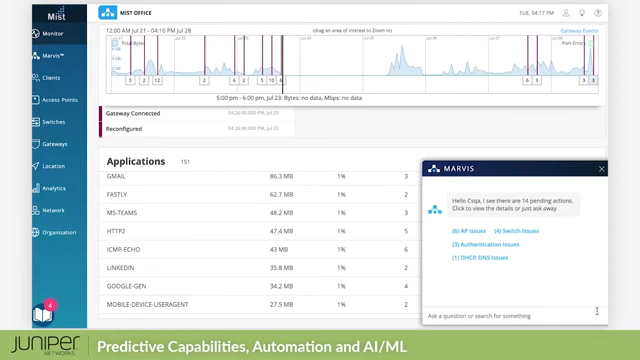 Mist
MIST OFFICE
TUE, 04:17 PM
Monitor
Marvis™
Clients
Access Points
Switches
Gateways
Location
Analytics
Network
Organization
4
12:00 AM Jul 21 - 04:16 PM Jul 28
(drag an area of interest to Zoom in)
Gateway Events
Total Bytes
Port Errors
5 2 12 2 6 2 5 10 6 6 3 3 3
5:00 pm - 6:00 pm, Jul 23: Bytes: no data, Mbps: no data
Gateway Connected
Reconfigured
Applications 151
GMAIL 86.3 MB 1% 3
FASTLY 62.7 MB 1% 2
MS-TEAMS 48.2 MB 1% 3
HTTP2 47.4 MB 1% 5
ICMP-ECHO 43 MB 1% 6
LINKEDIN 35.8 MB 1% 2
GOOGLE-GEN 34.2 MB 1% 4
MOBILE-DEVICE-USERAGENT 27.5 MB 1% 2
MARVIS
Hello Csqa, I see there are 14 pending actions.
Click to view the details or just ask away
(6) AP Issues (4) Switch Issues
(3) Authentication Issues
(1) DHCP, DNS Issues
Ask a question or search for something
JUNIPER
NETWORKS
Predictive Capabilities, Automation and AI/ML